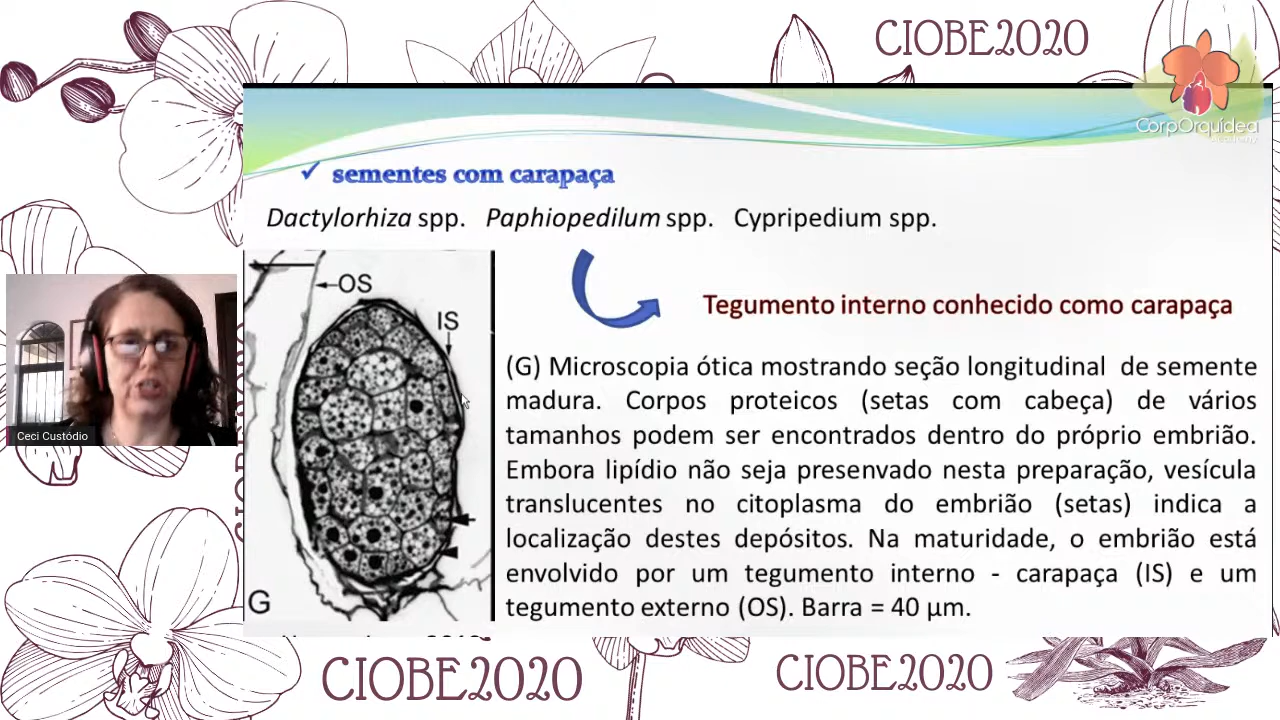 CIOBE2020
CorpOrquídea
✓ sementes com carapaça
Dactylorhiza spp. Paphiopedilum spp. Cypripedium spp.
OS
IS
Tegumento interno conhecido como carapaça
(G) Microscopia ótica mostrando seção longitudinal de semente
madura. Corpos proteicos (setas com cabeça) de vários
tamanhos podem ser encontrados dentro do próprio embrião.
Embora lipídio não seja presenvado nesta preparação, vesícula
translucentes no citoplasma do embrião (setas) indica a
localização destes depósitos. Na maturidade, o embrião está
envolvido por um tegumento interno - carapaça (IS) e um
tegumento externo (OS). Barra = 40 µm.
G
Ceci Custódio
CIOBE2020
CIOBE2020